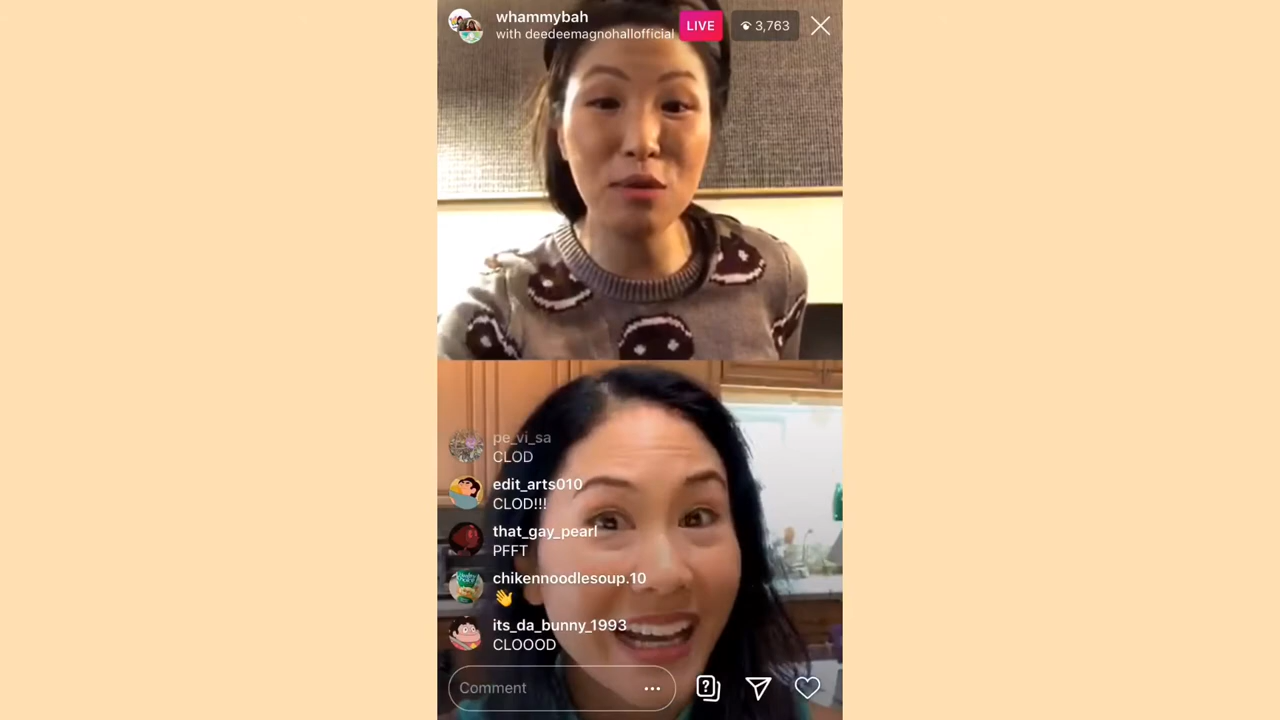 whammybah
with deedeemagnohallofficial
LIVE
3,763
pe_vi_sa
CLOD
edit_arts010
CLOD!!!
that_gay_pearl
PFFT
chikennoodlesoup.10
👋
its_da_bunny_1993
CLOOOD
Comment